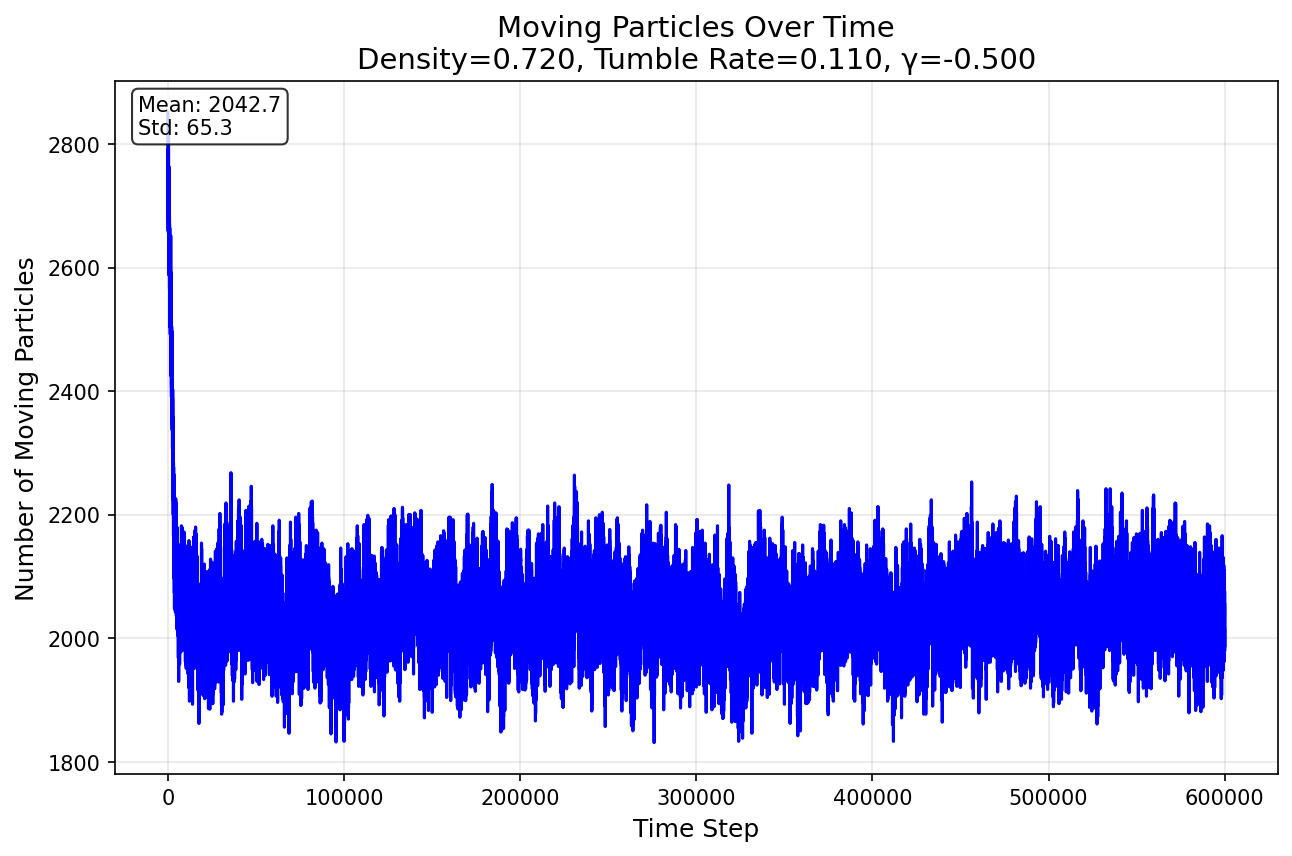 Moving Particles Over Time
Density=0.720, Tumble Rate=0.110, γ=-0.500
Mean: 2042.7
Std: 65.3
Number of Moving Particles
2800
2600
2400
2200
2000
1800
0 100000 200000 300000 400000 500000 600000
Time Step